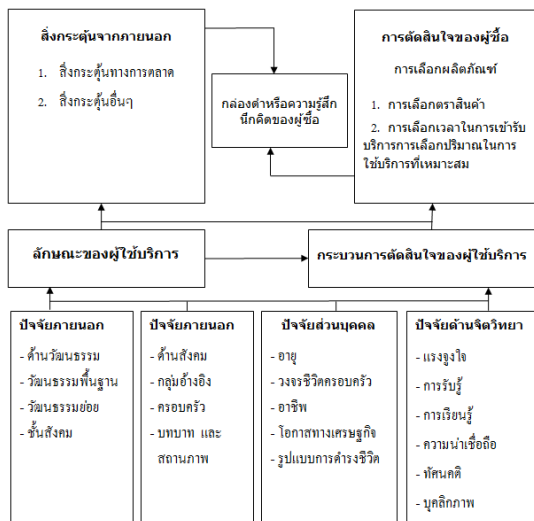 สิ่งกระตุ้นจากภายนอก
1. สิ่งกระตุ้นทางการตลาด
2. สิ่งกระตุ้นอื่นๆ
กล่องดำหรือความรู้สึก
นึกคิดของผู้ซื้อ
การตัดสินใจของผู้ซื้อ
การเลือกผลิตภัณฑ์
1. การเลือกตราสินค้า
2. การเลือกเวลาในการเข้ารับ
บริการการเลือกปริมาณในการ
ใช้บริการที่เหมาะสม
ลักษณะของผู้ใช้บริการ
กระบวนการตัดสินใจของผู้ใช้บริการ
ปัจจัยภายนอก
- ด้านวัฒนธรรม
- วัฒนธรรมพื้นฐาน
- วัฒนธรรมย่อย
- ชั้นสังคม
ปัจจัยภายนอก
- ด้านสังคม
- กลุ่มอ้างอิง
- ครอบครัว
- บทบาท และ
สถานภาพ
ปัจจัยส่วนบุคคล
- อายุ
- วงจรชีวิตครอบครัว
- อาชีพ
- โอกาสทางเศรษฐกิจ
- รูปแบบการดำรงชีวิต
ปัจจัยด้านจิตวิทยา
- แรงจูงใจ
- การรับรู้
- การเรียนรู้
- ความน่าเชื่อถือ
- ทัศนคติ
- บุคลิกภาพ